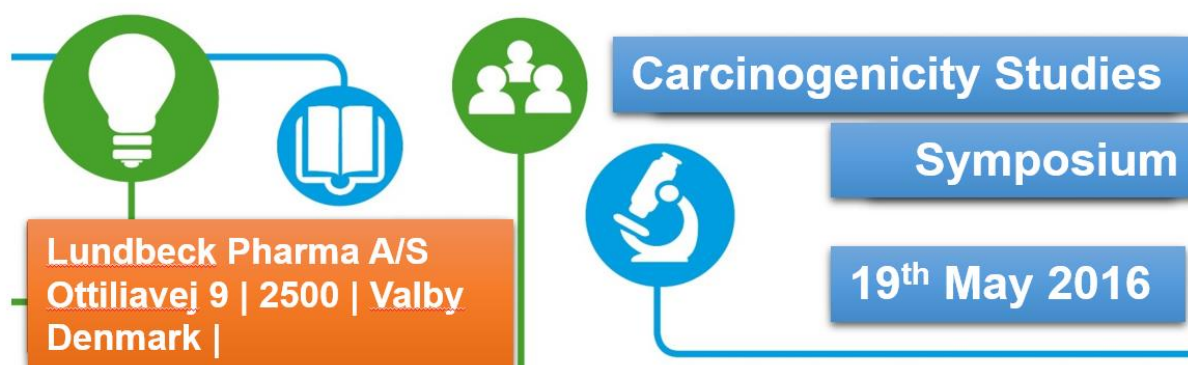 Carcinogenicity Studies
Symposium
19th May 2016
Lundbeck Pharma A/S
Ottiliavej 9 | 2500 | Valby
Denmark |